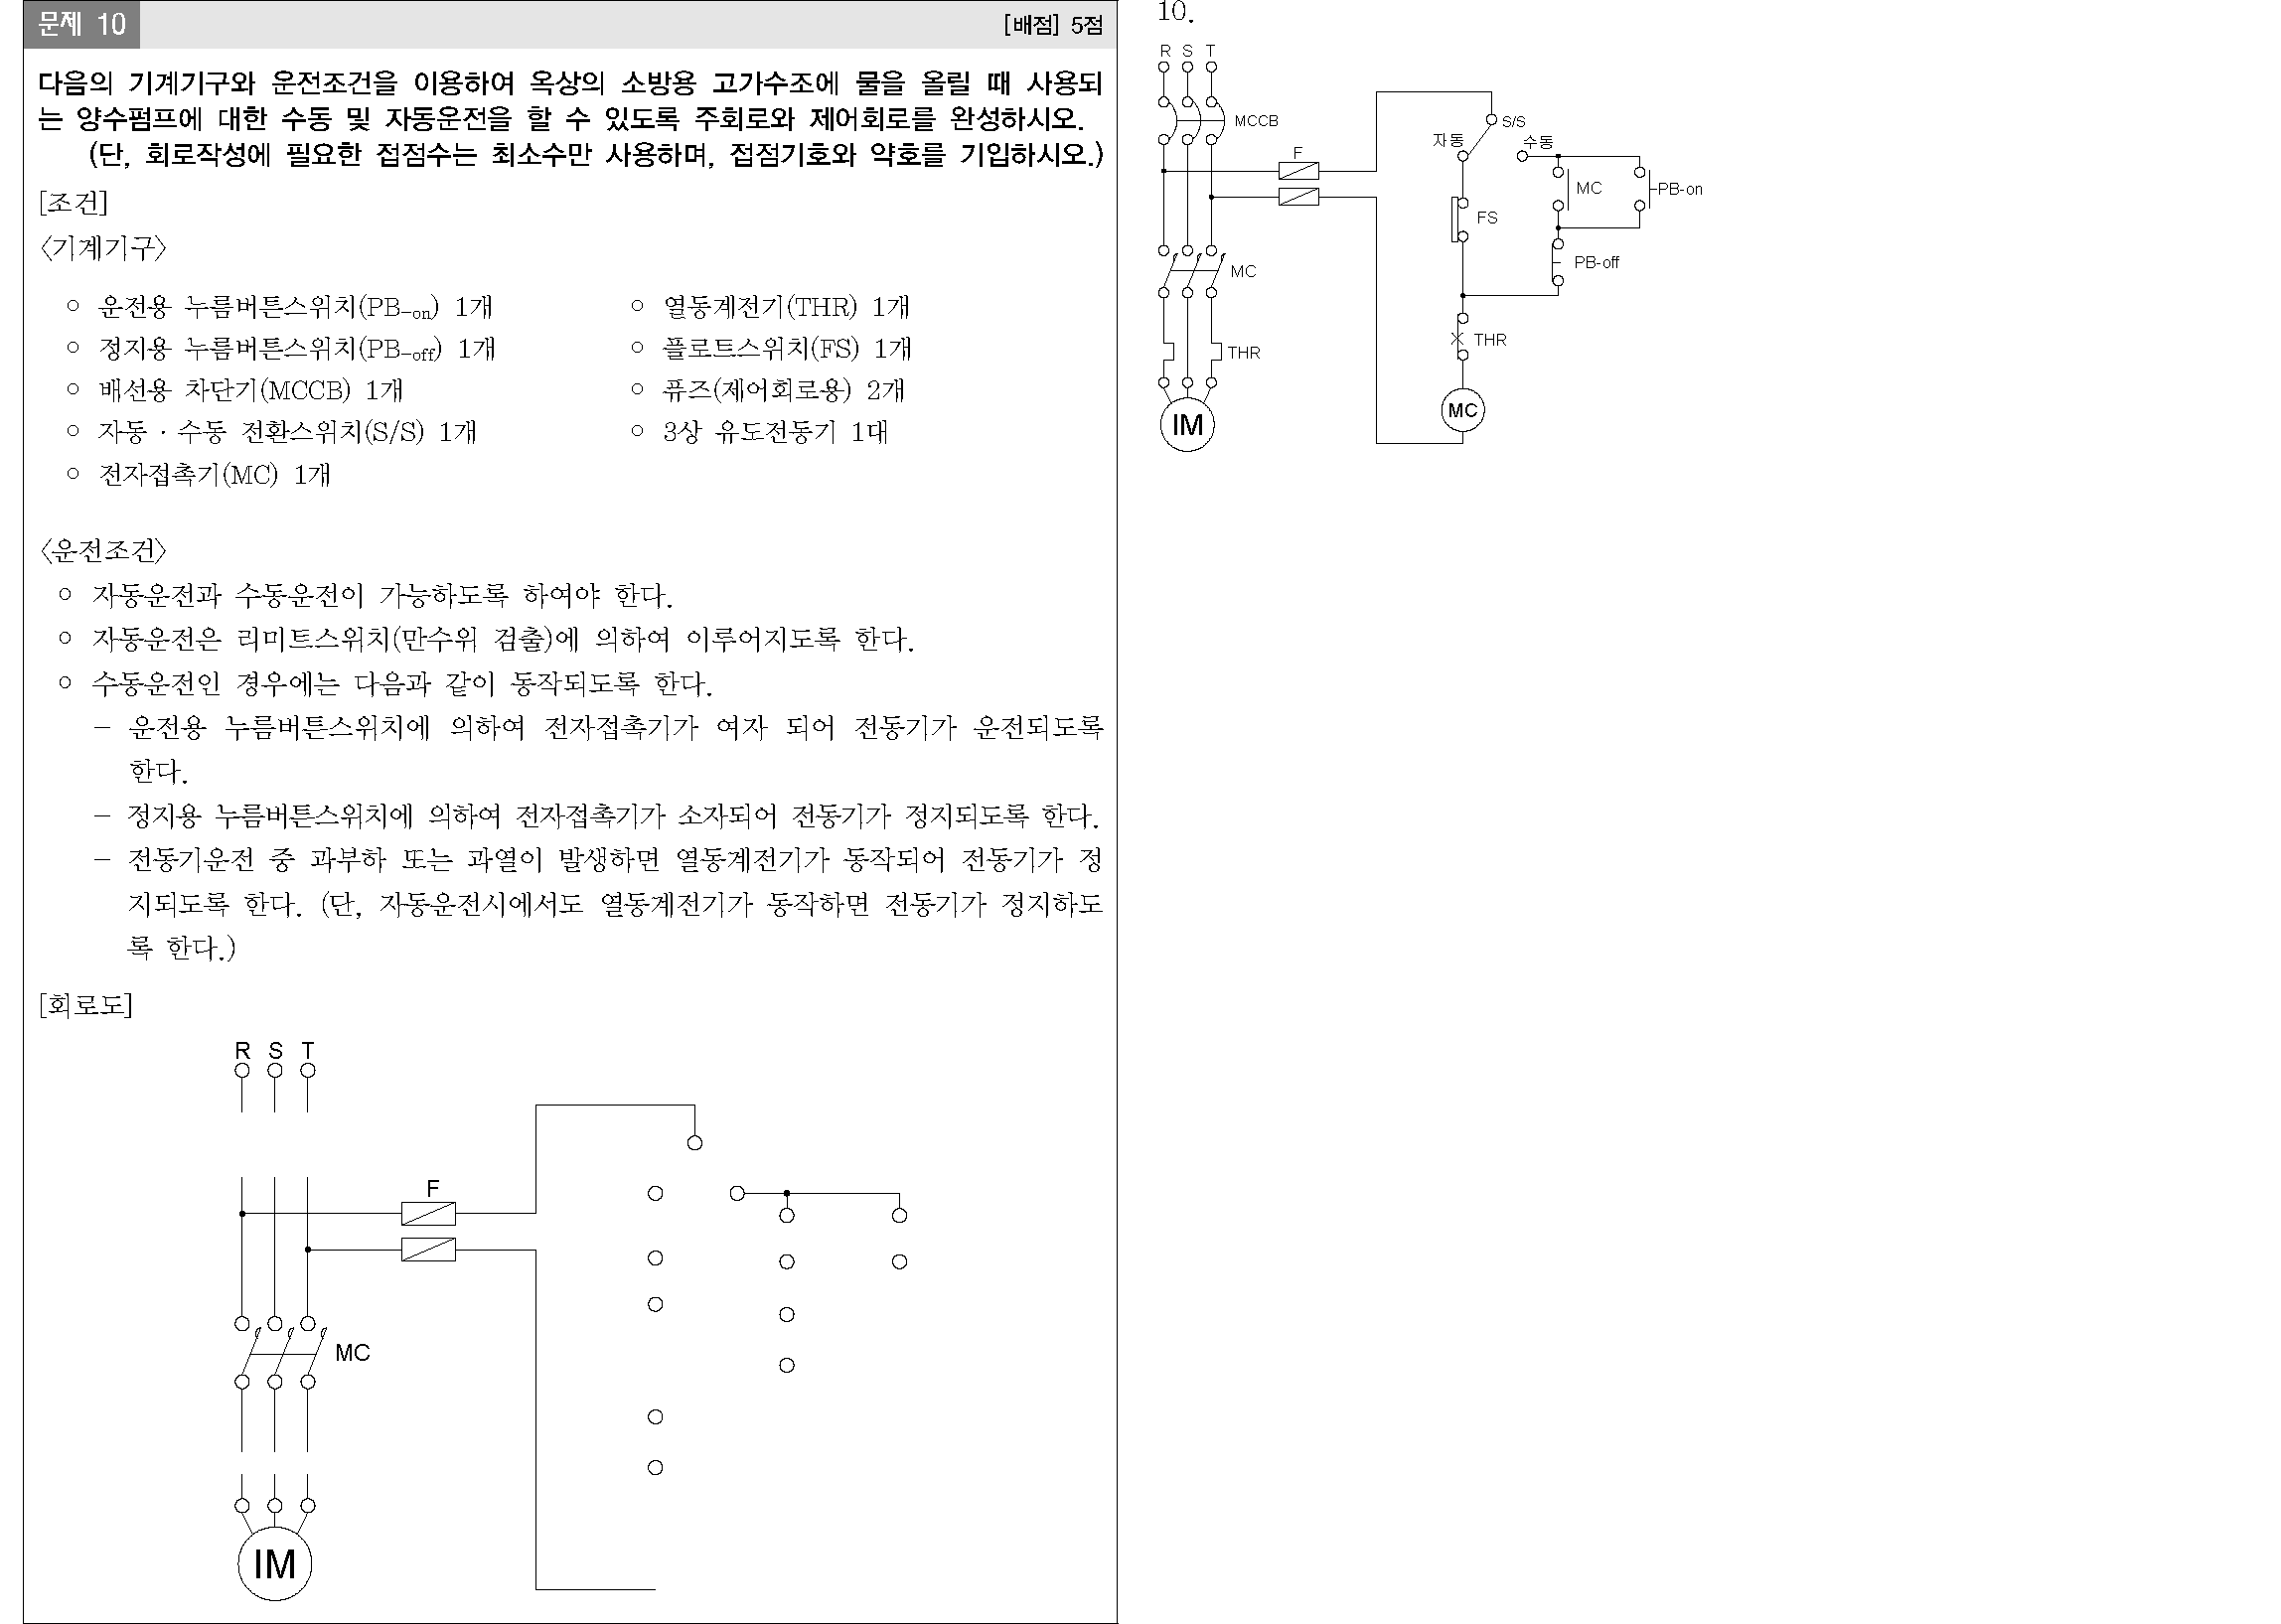 문제 10 [배점] 5점
다음의 기계기구와 운전조건을 이용하여 옥상의 소방용 고가수조에 물을 올릴 때 사용되
는 양수펌프에 대한 수동 및 자동운전을 할 수 있도록 주회로와 제어회로를 완성하시오.
(단, 회로작성에 필요한 접점수는 최소수만 사용하며, 접점기호와 약호를 기입하시오.)
[조건]
〈기계기구〉
○ 운전용 누름버튼스위치(PB-on) 1개 ○ 열동계전기(THR) 1개
○ 정지용 누름버튼스위치(PB-off) 1개 ○ 플로트스위치(FS) 1개
○ 배선용 차단기(MCCB) 1개 ○ 퓨즈(제어회로용) 2개
○ 자동 · 수동 전환스위치(S/S) 1개 ○ 3상 유도전동기 1대
○ 전자접촉기(MC) 1개
〈운전조건〉
○ 자동운전과 수동운전이 가능하도록 하여야 한다.
○ 자동운전은 리미트스위치(만수위 검출)에 의하여 이루어지도록 한다.
○ 수동운전인 경우에는 다음과 같이 동작되도록 한다.
- 운전용 누름버튼스위치에 의하여 전자접촉기가 여자 되어 전동기가 운전되도록
한다.
- 정지용 누름버튼스위치에 의하여 전자접촉기가 소자되어 전동기가 정지되도록 한다.
- 전동기운전 중 과부하 또는 과열이 발생하면 열동계전기가 동작되어 전동기가 정
지되도록 한다. (단, 자동운전시에서도 열동계전기가 동작하면 전동기가 정지하도
록 한다.)
[회로도]
R S T
F
MC
IM
10.
R S T
MCCB
S/S
자동
수동
F
MC
PB-on
FS
PB-off
MC
THR
THR
MC
IM